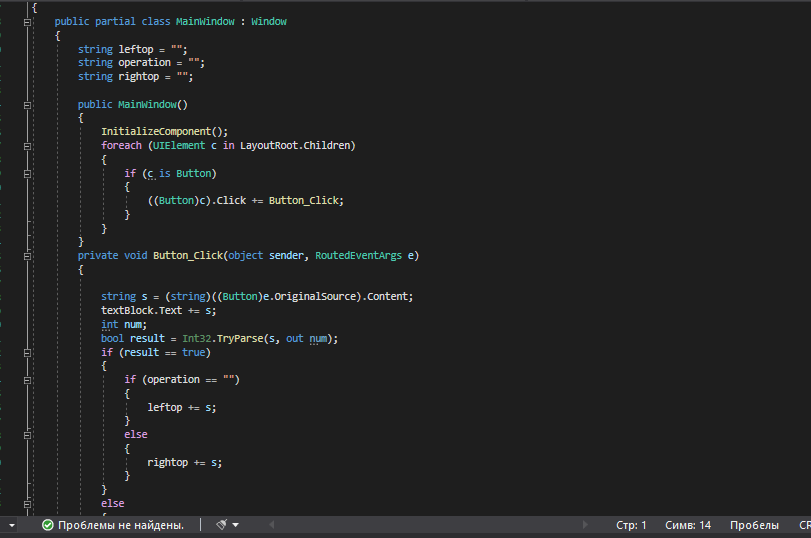 {
public partial class MainWindow : Window
{
string leftop = "";
string operation = "";
string rightop = "";
public MainWindow()
{
InitializeComponent();
foreach (UIElement c in LayoutRoot.Children)
{
if (c is Button)
{
((Button)c).Click += Button_Click;
}
}
}
private void Button_Click(object sender, RoutedEventArgs e)
{
string s = (string)((Button)e.OriginalSource).Content;
textBlock.Text += s;
int num;
bool result = Int32.TryParse(s, out num);
if (result == true)
{
if (operation == "")
{
leftop += s;
}
else
{
rightop += s;
}
}
else
{
Проблемы не найдены. Стр: 1 Симв: 14 Пробелы CR